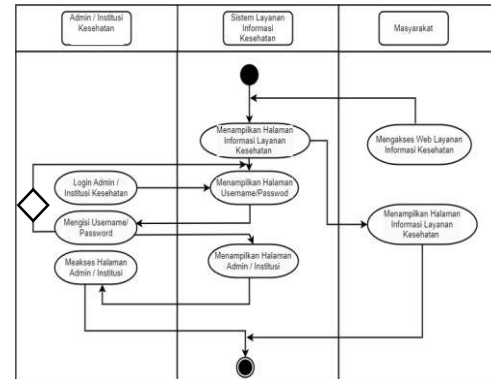 Admin / Institusi
Kesehatan
Sistem Layanan
Informasi
Kesehatan
Masyarakat
Menampilkan Halaman
Informasi Layanan
Kesehatan
Mengakses Web Layanan
Informasi Kesehatan
Login Admin /
Institusi Kesehatan
Menampilkan Halaman
Username/Passwod
Mengisi Username/
Password
Menampilkan Halaman
Informasi Layanan
Kesehatan
Meakses Halaman
Admin / Institusi
Menampilkan Halaman
Admin / Institusi